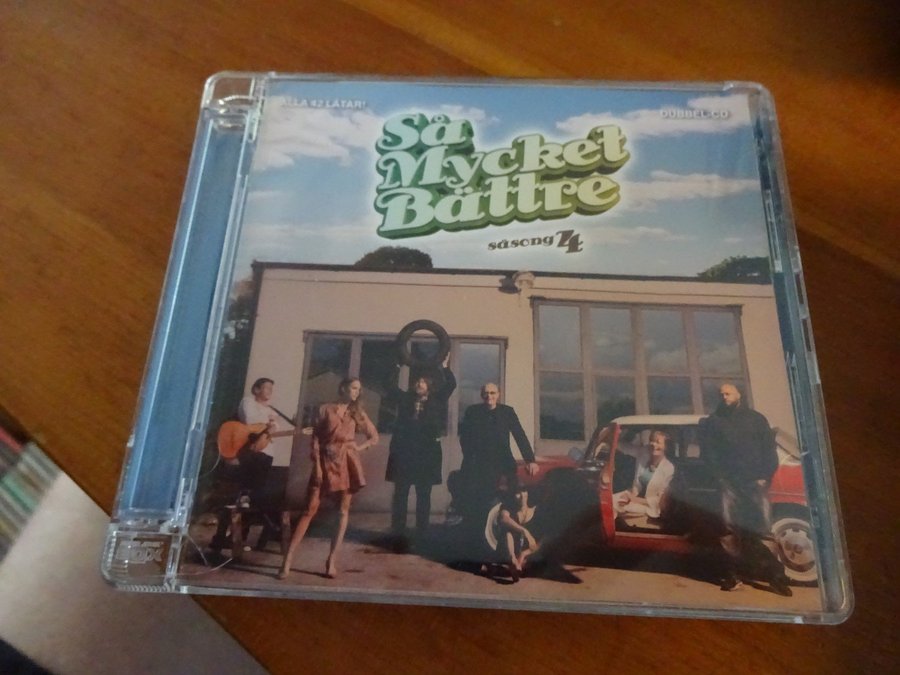 ALLA 42 LÅTAR!
DUBBEL-CD
Så
Mycket
Bättre
säsong 4